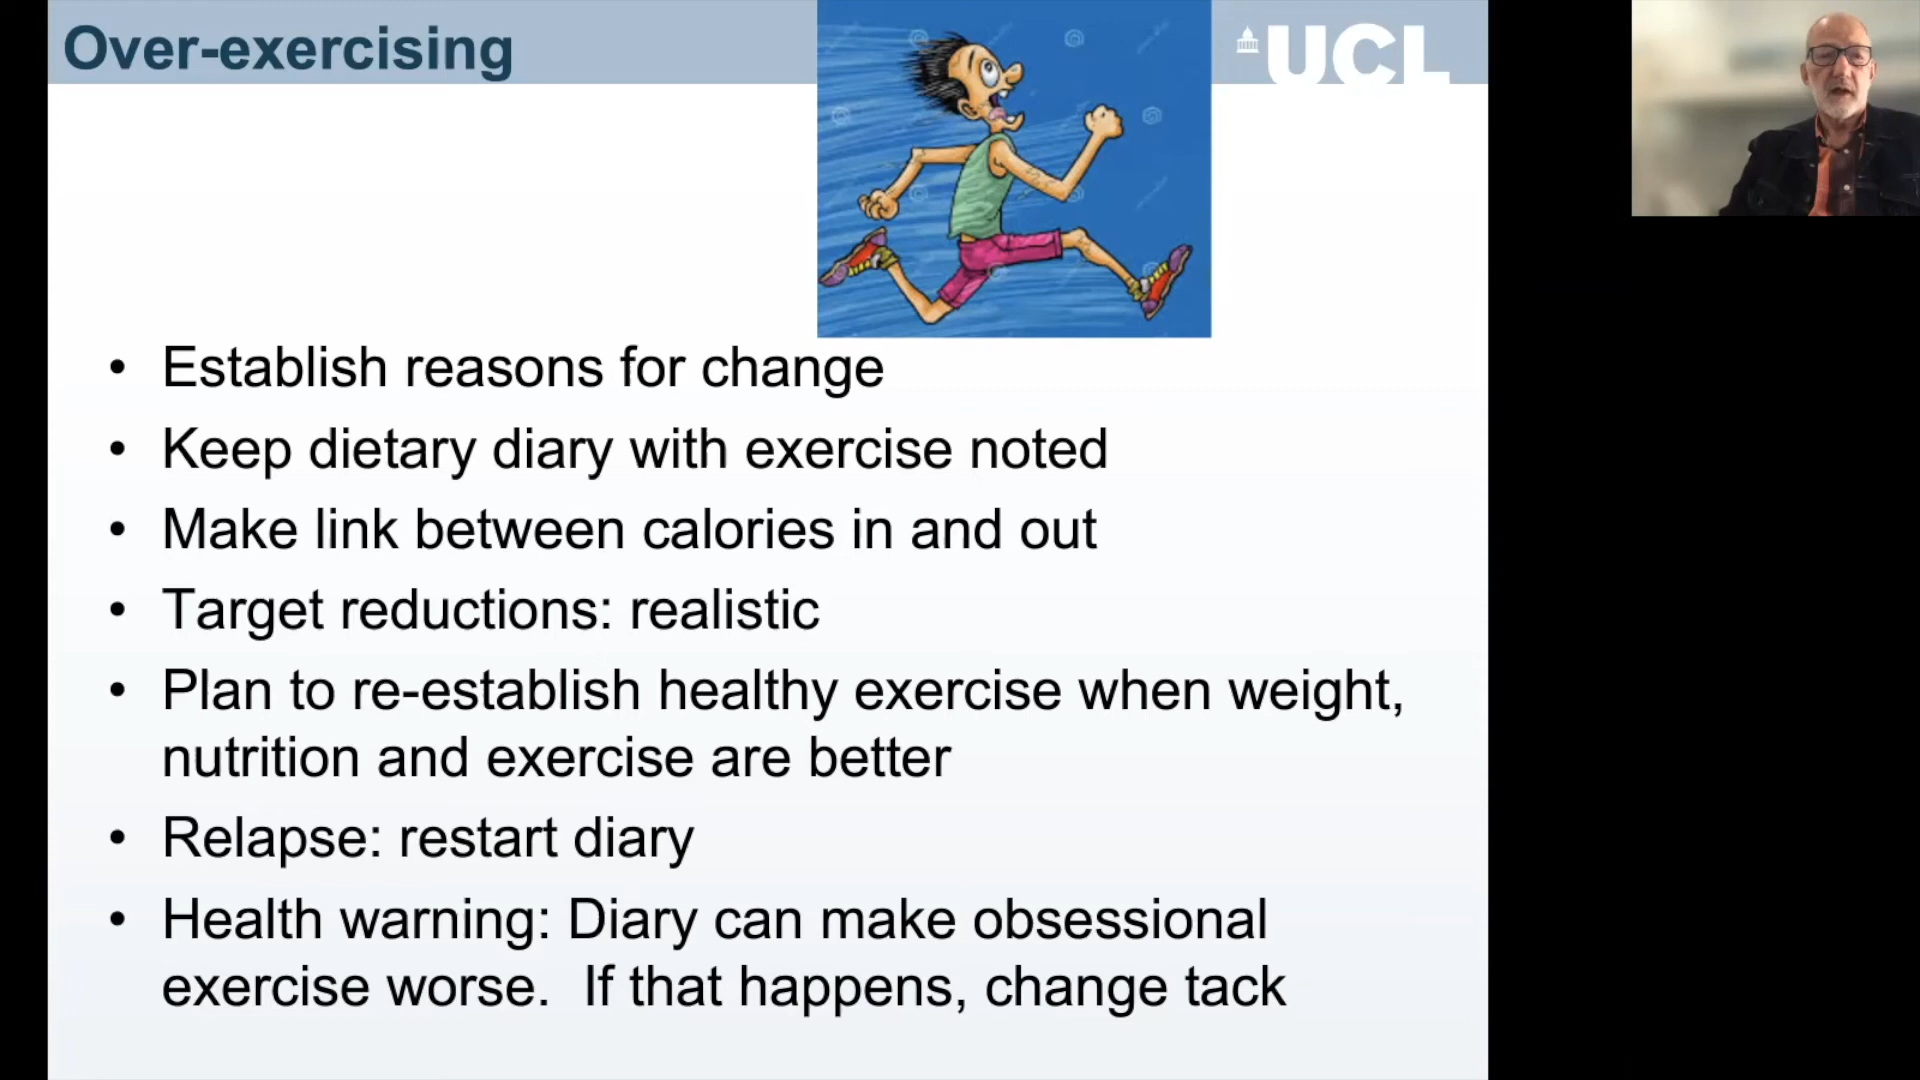 Over-exercising
UCL
• Establish reasons for change
• Keep dietary diary with exercise noted
• Make link between calories in and out
• Target reductions: realistic
• Plan to re-establish healthy exercise when weight,
nutrition and exercise are better
• Relapse: restart diary
• Health warning: Diary can make obsessional
exercise worse.  If that happens, change tack